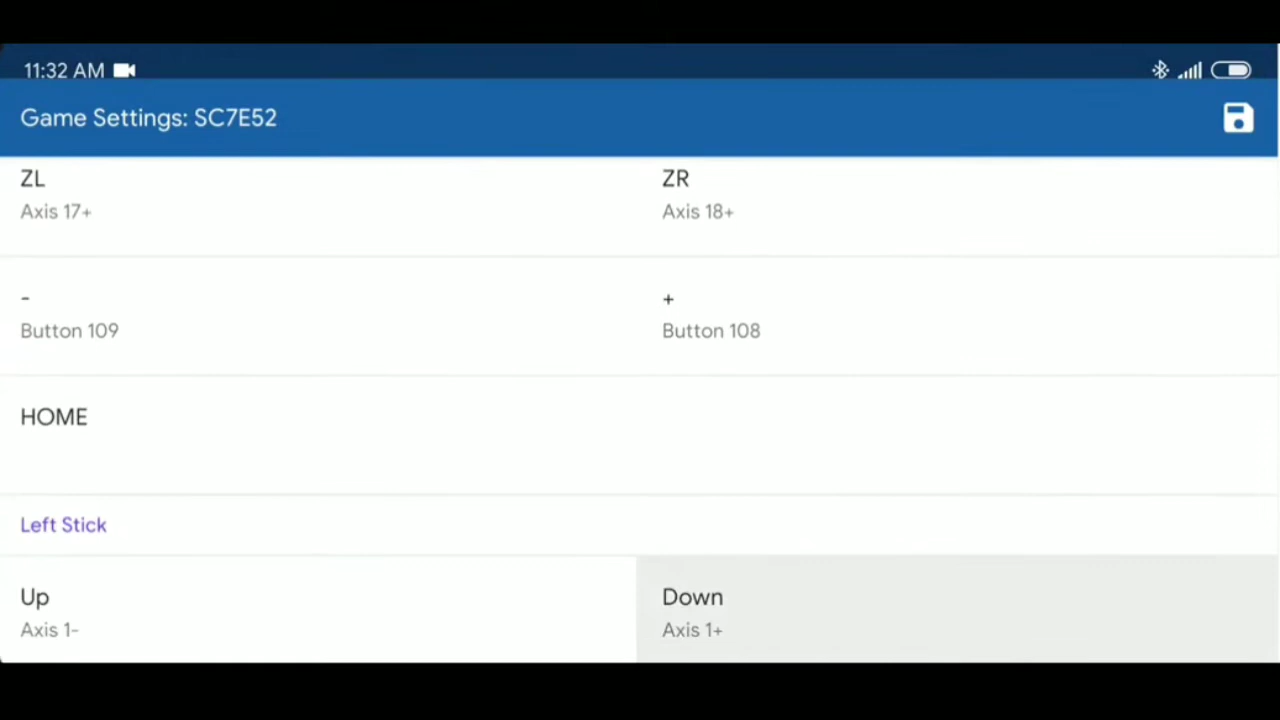 11:32 AM
Game Settings: SC7E52
ZL
ZR
Axis 17+
Axis 18+
-
+
Button 109
Button 108
HOME
Left Stick
Up
Down
Axis 1-
Axis 1+